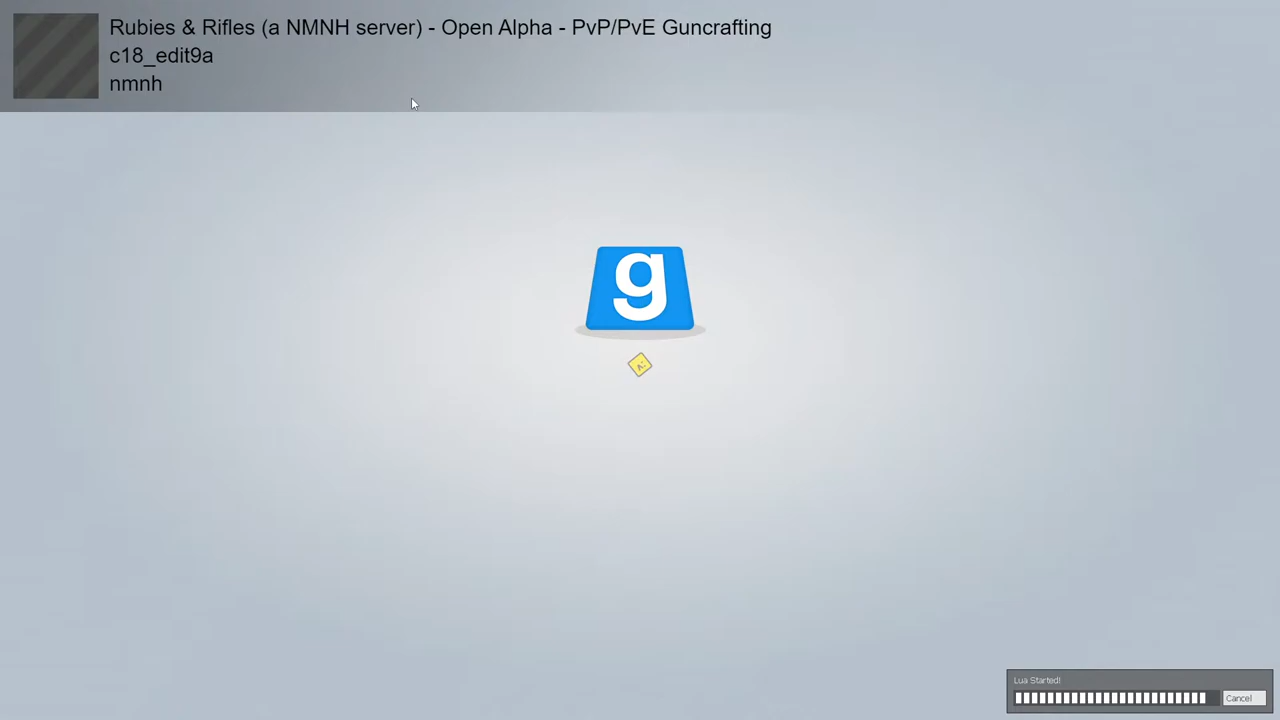 Rubies & Rifles (a NMNH server) - Open Alpha - PvP/PvE Guncrafting
c18_edit9a
nmnh
g
Lua Started!
Cancel